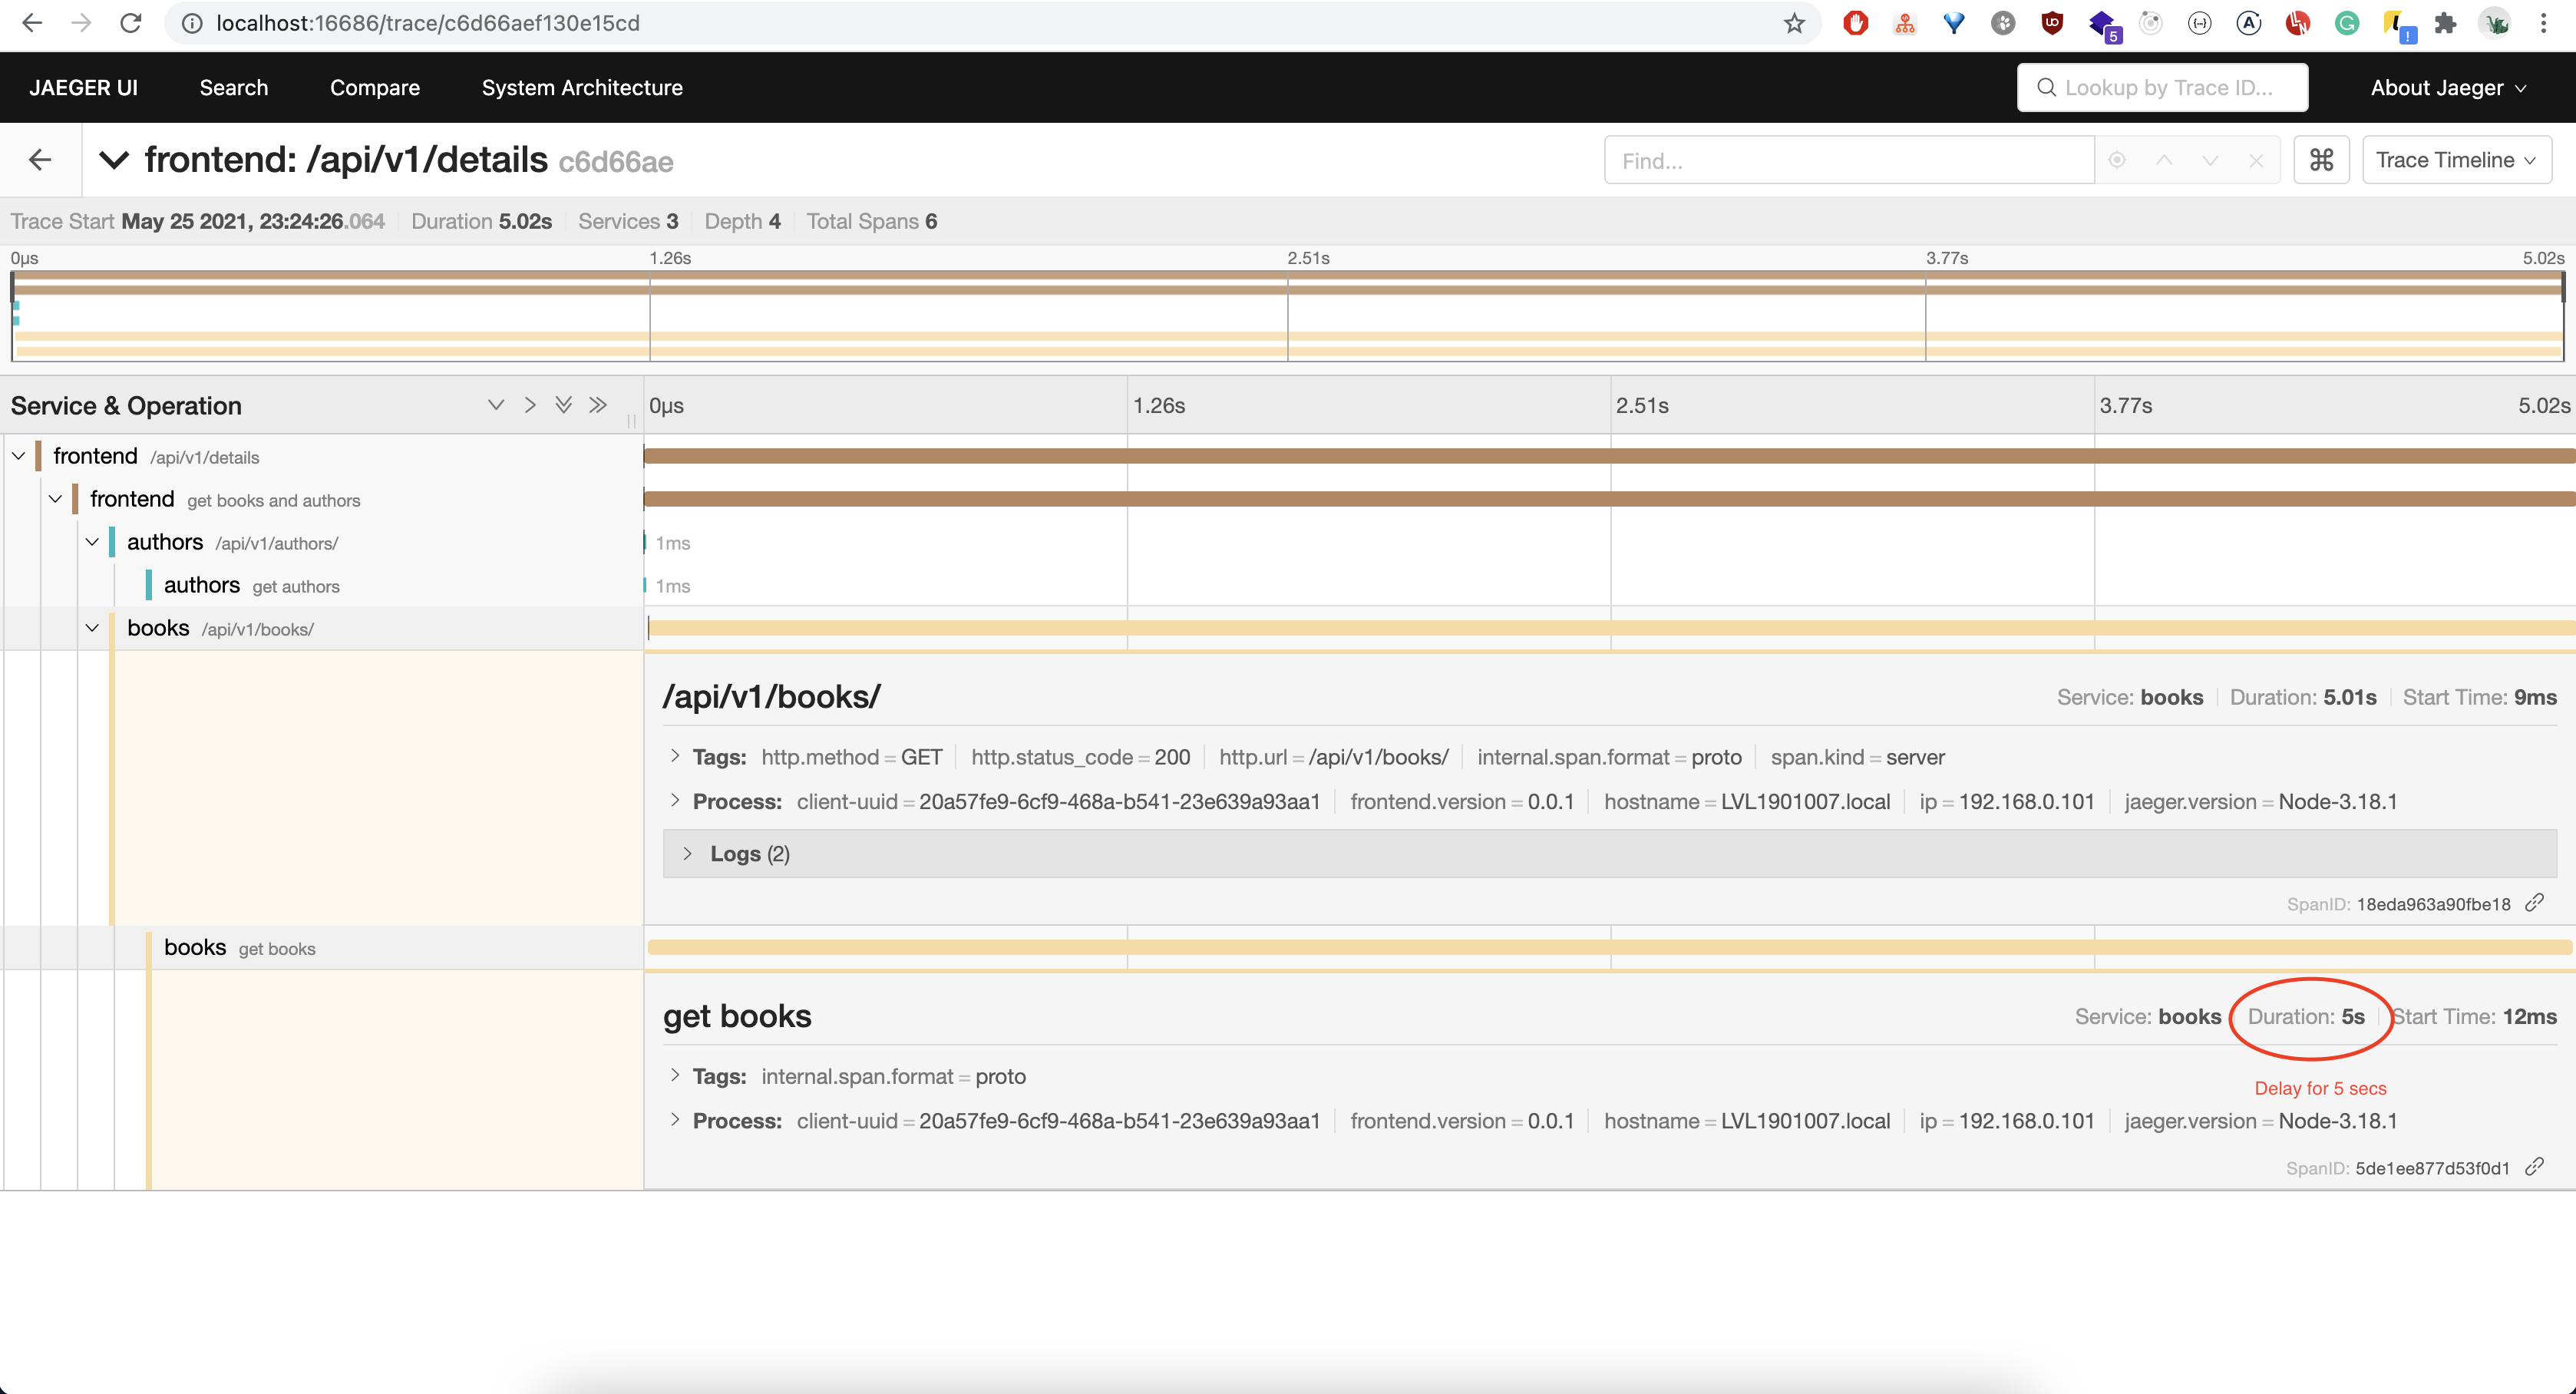 localhost:16686/trace/c6d66aef130e15cd
5
!
JAEGER UI Search Compare System Architecture Lookup by Trace ID... About Jaeger
frontend: /api/v1/details c6d66ae Find... Trace Timeline
Trace Start May 25 2021, 23:24:26.064 Duration 5.02s Services 3 Depth 4 Total Spans 6
0μs 1.26s 2.51s 3.77s 5.02s
Service & Operation 0μs 1.26s 2.51s 3.77s 5.02s
frontend /api/v1/details
frontend get books and authors
authors /api/v1/authors/ 1ms
authors get authors 1ms
books /api/v1/books/
/api/v1/books/ Service: books Duration: 5.01s Start Time: 9ms
Tags: http.method = GET http.status_code = 200 http.url = /api/v1/books/ internal.span.format = proto span.kind = server
Process: client-uuid = 20a57fe9-6cf9-468a-b541-23e639a93aa1 frontend.version = 0.0.1 hostname = LVL1901007.local ip = 192.168.0.101 jaeger.version = Node-3.18.1
Logs (2)
SpanID: 18eda963a90fbe18
books get books
get books Service: books Duration: 5s Start Time: 12ms
Tags: internal.span.format = proto
Delay for 5 secs
Process: client-uuid = 20a57fe9-6cf9-468a-b541-23e639a93aa1 frontend.version = 0.0.1 hostname = LVL1901007.local ip = 192.168.0.101 jaeger.version = Node-3.18.1
SpanID: 5de1ee877d53f0d1